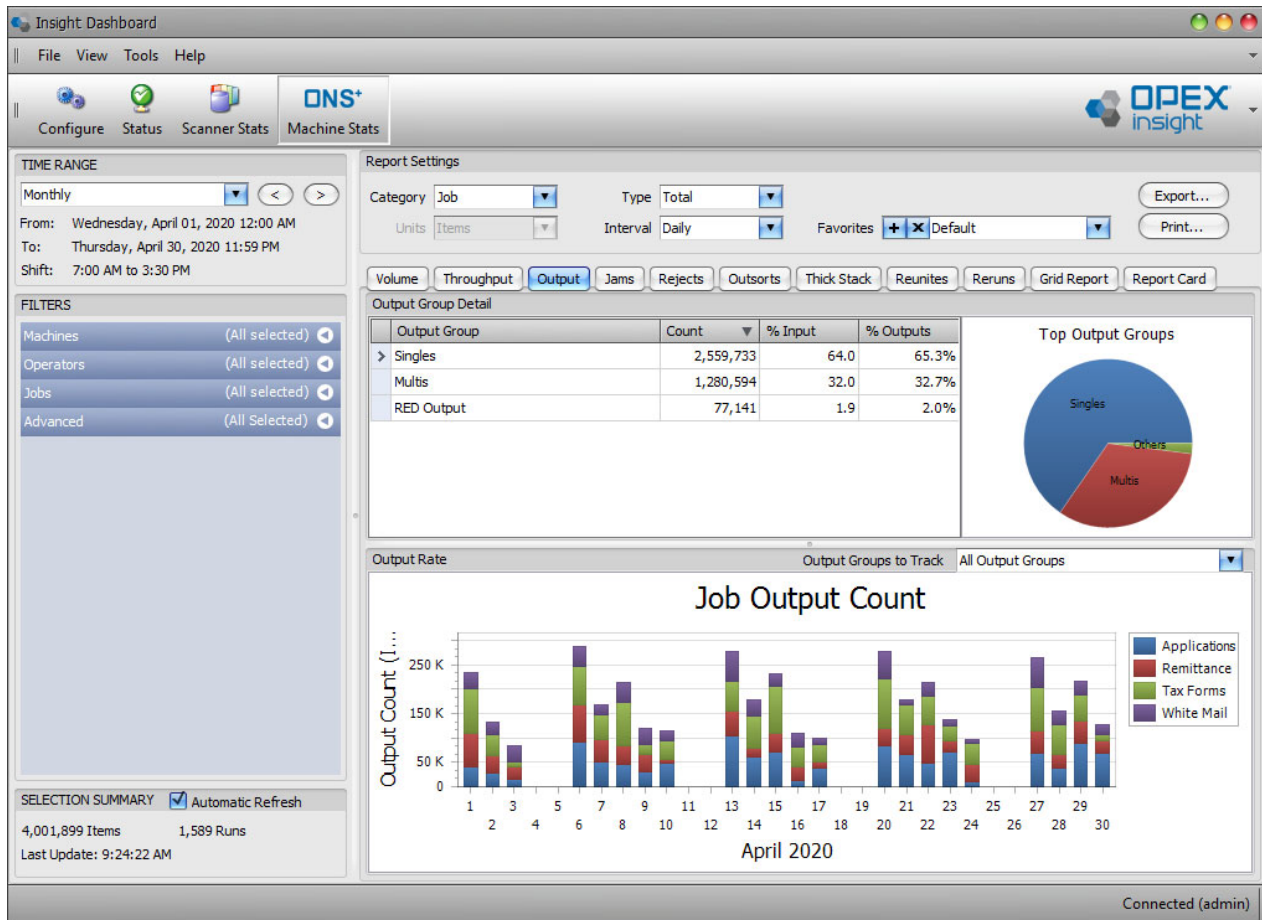 Insight Dashboard
File View Tools Help
Configure Status Scanner Stats ONS+ Machine Stats
OPEX
insight
TIME RANGE
Monthly < >
From: Wednesday, April 01, 2020 12:00 AM
To: Thursday, April 30, 2020 11:59 PM
Shift: 7:00 AM to 3:30 PM
FILTERS
Machines (All selected)
Operators (All selected)
Jobs (All selected)
Advanced (All Selected)
SELECTION SUMMARY Automatic Refresh
4,001,899 Items 1,589 Runs
Last Update: 9:24:22 AM
Report Settings
Category Job Type Total Export...
Units Items Interval Daily Favorites + x Default Print...
Volume Throughput Output Jams Rejects Outsorts Thick Stack Reunites Reruns Grid Report Report Card
Output Group Detail
Output Group Count % Input % Outputs
> Singles 2,559,733 64.0 65.3%
Multis 1,280,594 32.0 32.7%
RED Output 77,141 1.9 2.0%
Top Output Groups
Singles
Others
Multis
Output Rate Output Groups to Track All Output Groups
Job Output Count
Output Count (I...
250 K
150 K
50 K
0
1 3 5 7 9 11 13 15 17 19 21 23 25 27 29
2 4 6 8 10 12 14 16 18 20 22 24 26 28 30
April 2020
Applications
Remittance
Tax Forms
White Mail
Connected (admin)